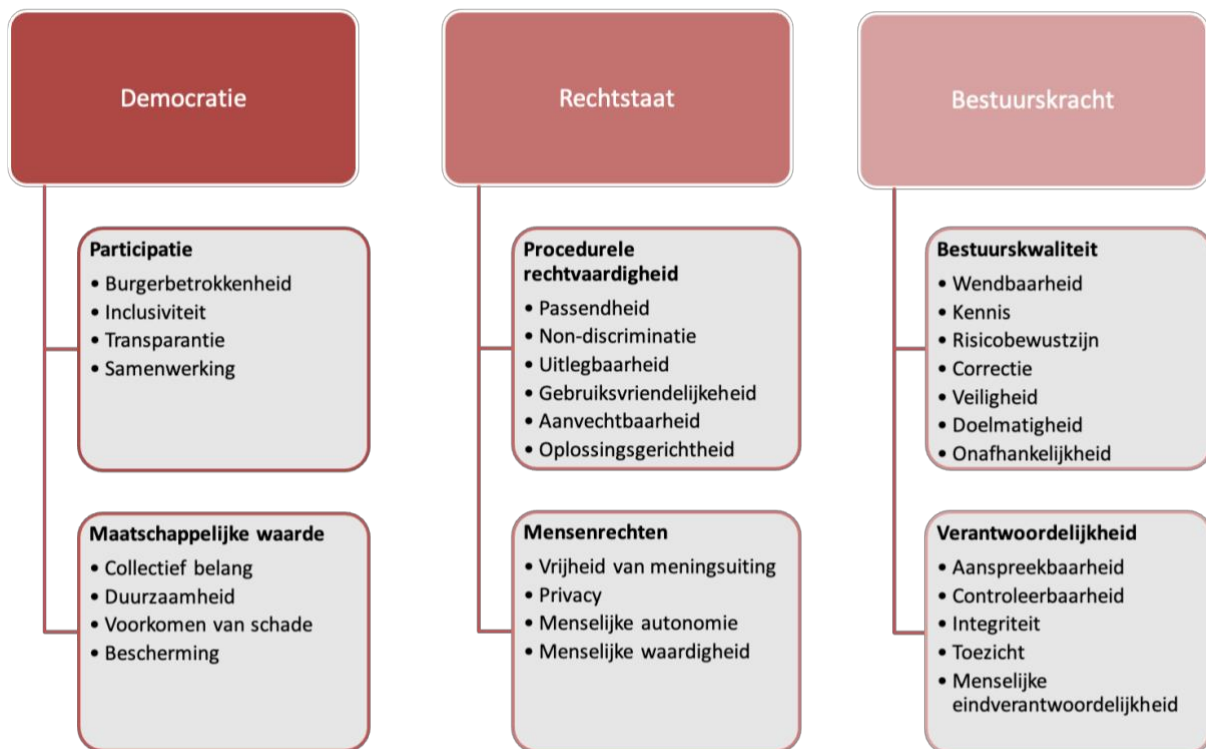 Democratie
Participatie
• Burgerbetrokkenheid
• Inclusiviteit
• Transparantie
• Samenwerking
Maatschappelijke waarde
• Collectief belang
• Duurzaamheid
• Voorkomen van schade
• Bescherming
Rechtstaat
Procedurele
rechtvaardigheid
• Passendheid
• Non-discriminatie
• Uitlegbaarheid
• Gebruiksvriendelijkeheid
• Aanvechtbaarheid
• Oplossingsgerichtheid
Mensenrechten
• Vrijheid van meningsuiting
• Privacy
• Menselijke autonomie
• Menselijke waardigheid
Bestuurskracht
Bestuurskwaliteit
• Wendbaarheid
• Kennis
• Risicobewustzijn
• Correctie
• Veiligheid
• Doelmatigheid
• Onafhankelijkheid
Verantwoordelijkheid
• Aanspreekbaarheid
• Controleerbaarheid
• Integriteit
• Toezicht
• Menselijke
eindverantwoordelijkheid